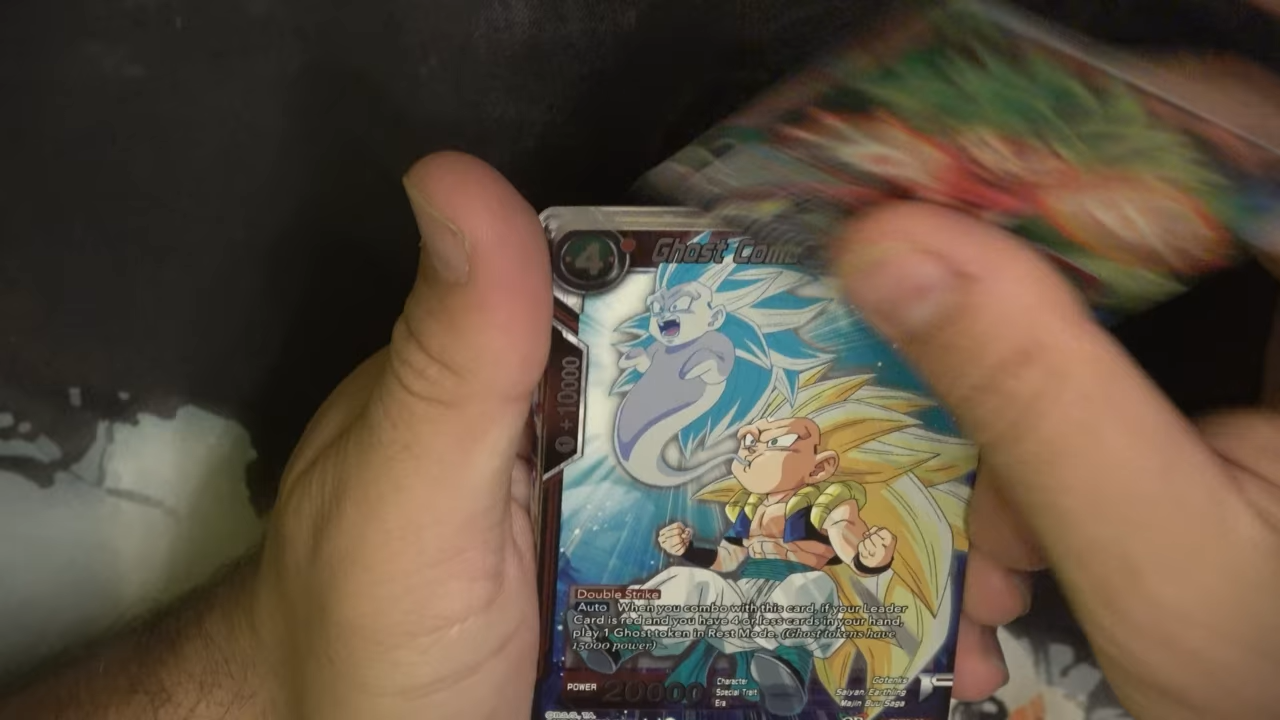 4
Ghost Com
+10000
Double Strike
Auto When you combo with this card, if your Leader
Card is red and you have 4 or less cards in your hand,
play 1 Ghost token in Rest Mode. (Ghost tokens have
15000 power)
POWER 20000
Character Gotenks
Special Trait Saiyan, Earthling
Era Majin Buu Saga